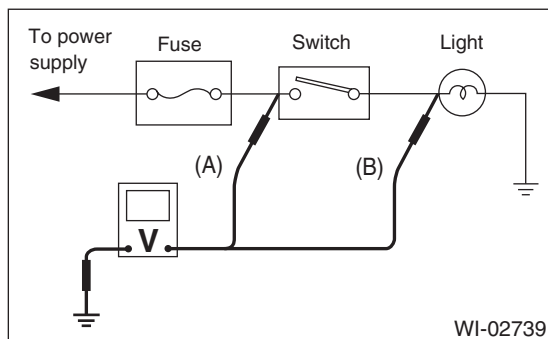 To power
supply
Fuse
Switch
Light
(A)
(B)
V
WI-02739